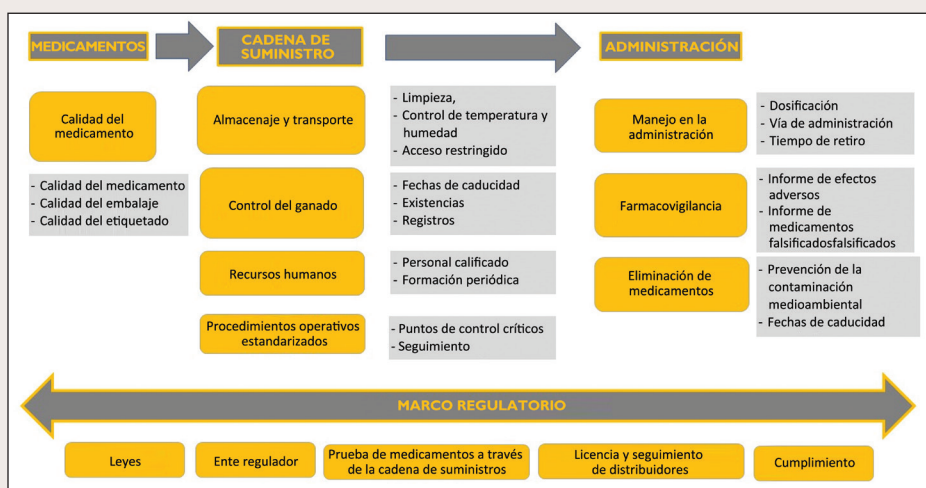 MEDICAMENTOS
CADENA DE
SUMINISTRO
ADMINISTRACIÓN
Calidad del
medicamento
- Calidad del medicamento
- Calidad del embalaje
- Calidad del etiquetado
Almacenaje y transporte
- Limpieza,
- Control de temperatura y
humedad
- Acceso restringido
Control del ganado
- Fechas de caducidad
- Existencias
- Registros
Recursos humanos
- Personal calificado
- Formación periódica
Procedimientos operativos
estandarizados
- Puntos de control críticos
- Seguimiento
Manejo en la
administración
- Dosificación
- Vía de administración
- Tiempo de retiro
Farmacovigilancia
- Informe de efectos
adversos
- Informe de
medicamentos
falsificadosfalsificados
Eliminación de
medicamentos
- Prevención de la
contaminación
medioambiental
- Fechas de caducidad
MARCO REGULATORIO
Leyes
Ente regulador
Prueba de medicamentos a través
de la cadena de suministros
Licencia y seguimiento
de distribuidores
Cumplimiento